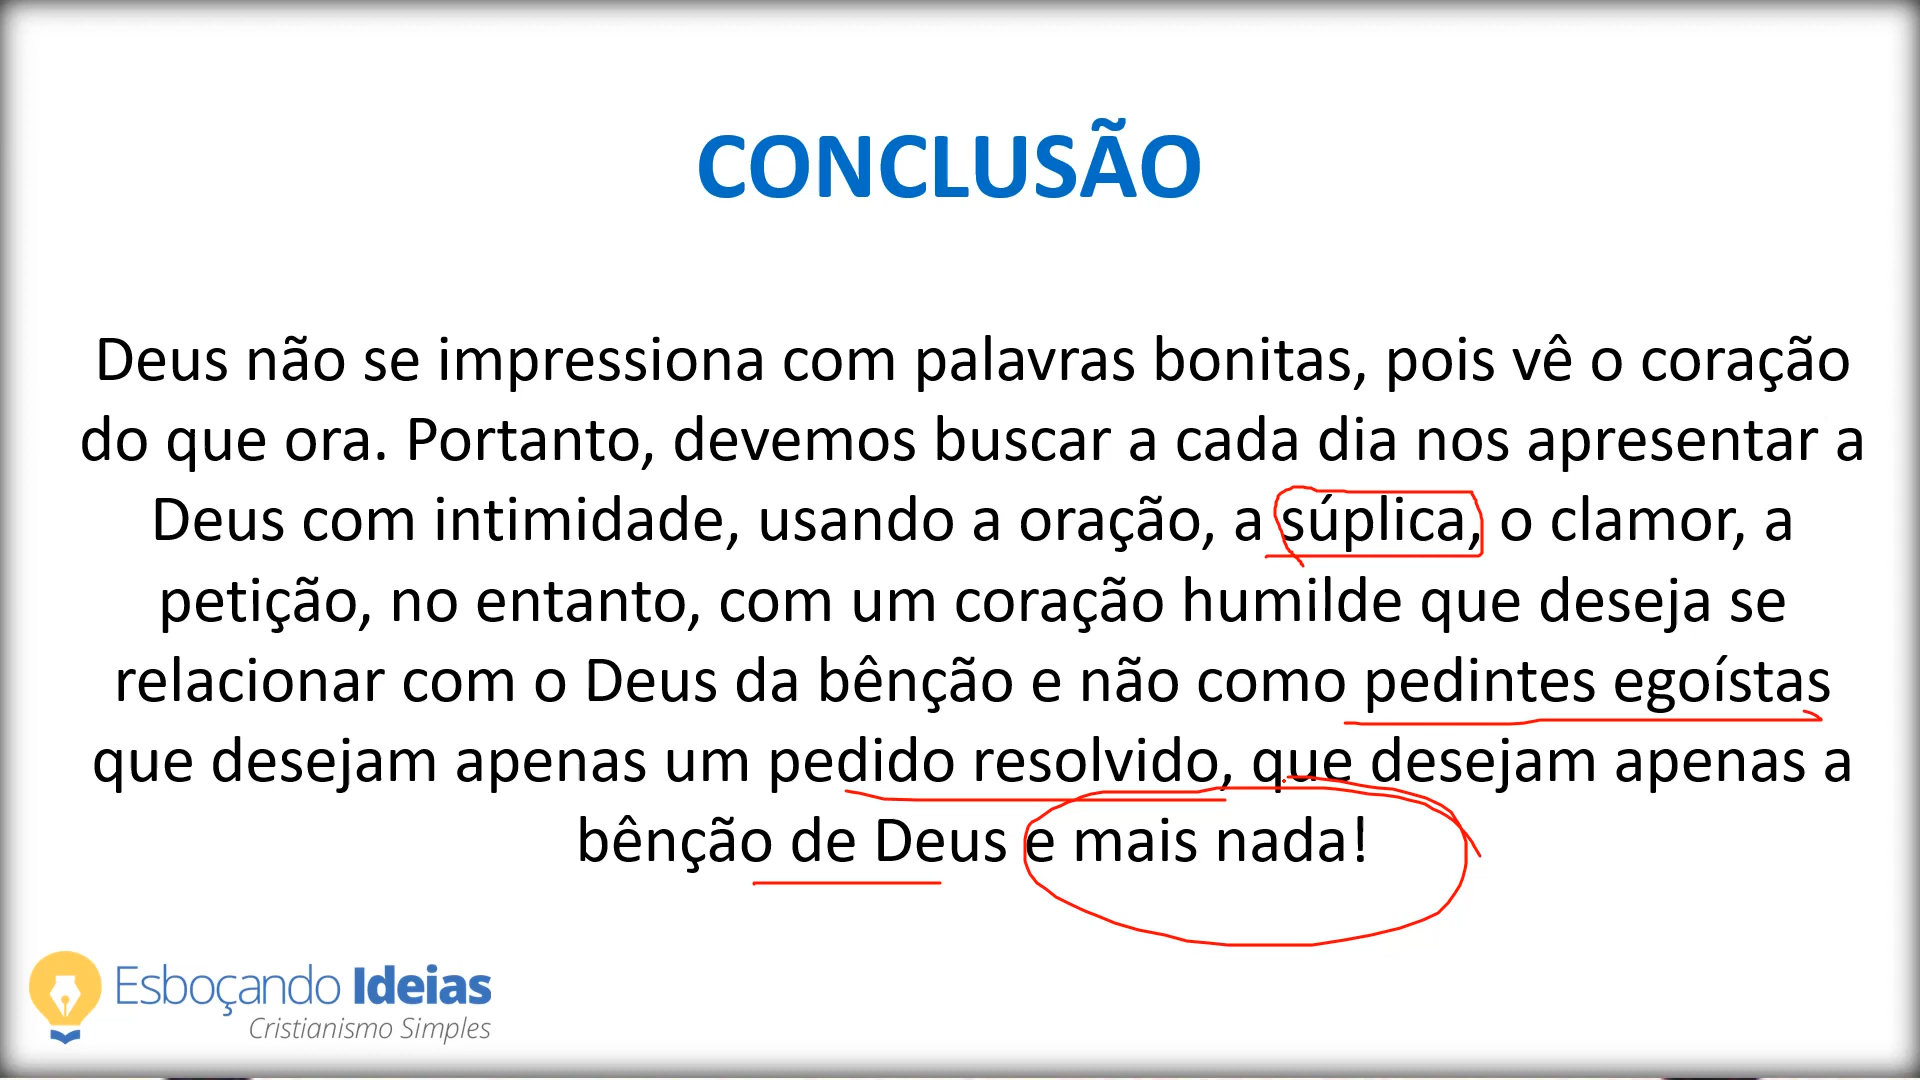 CONCLUSÃO
Deus não se impressiona com palavras bonitas, pois vê o coração
do que ora. Portanto, devemos buscar a cada dia nos apresentar a
Deus com intimidade, usando a oração, a súplica, o clamor, a
petição, no entanto, com um coração humilde que deseja se
relacionar com o Deus da bênção e não como pedintes egoístas
que desejam apenas um pedido resolvido, que desejam apenas a
bênção de Deus e mais nada!
Esboçando Ideias
Cristianismo Simples